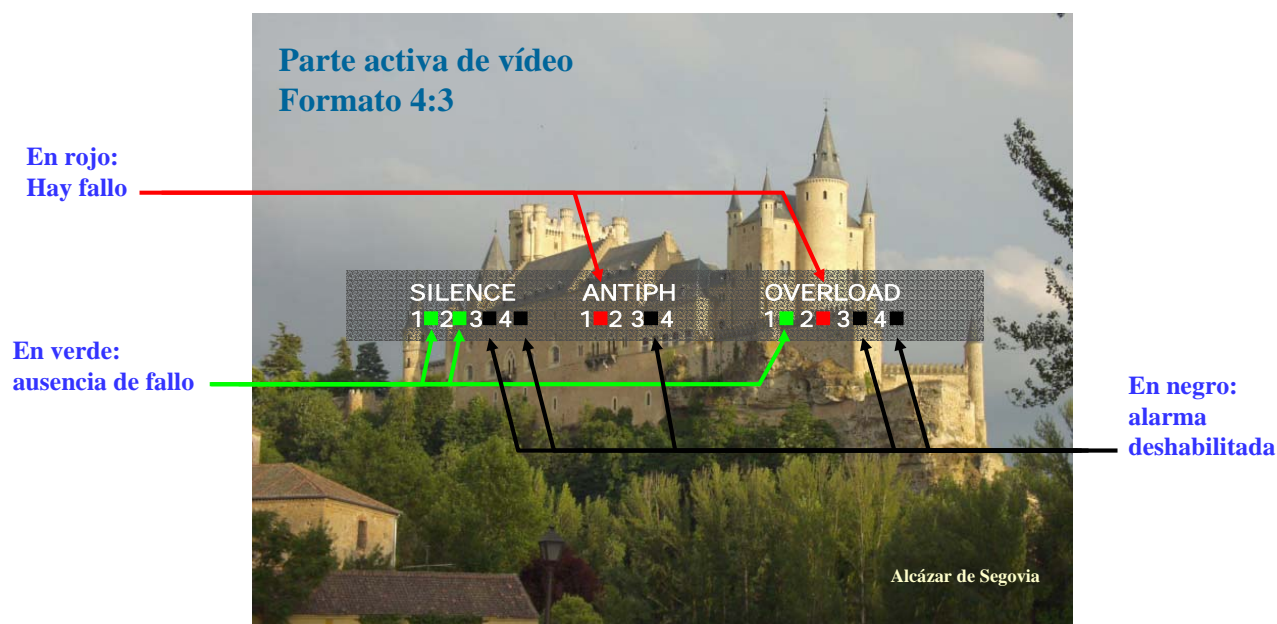 Parte activa de vídeo
Formato 4:3
En rojo:
Hay fallo
SILENCE ANTIPH OVERLOAD
1 2 3 4 1 2 3 4 1 2 3 4
En verde:
ausencia de fallo
En negro:
alarma
deshabilitada
Alcázar de Segovia